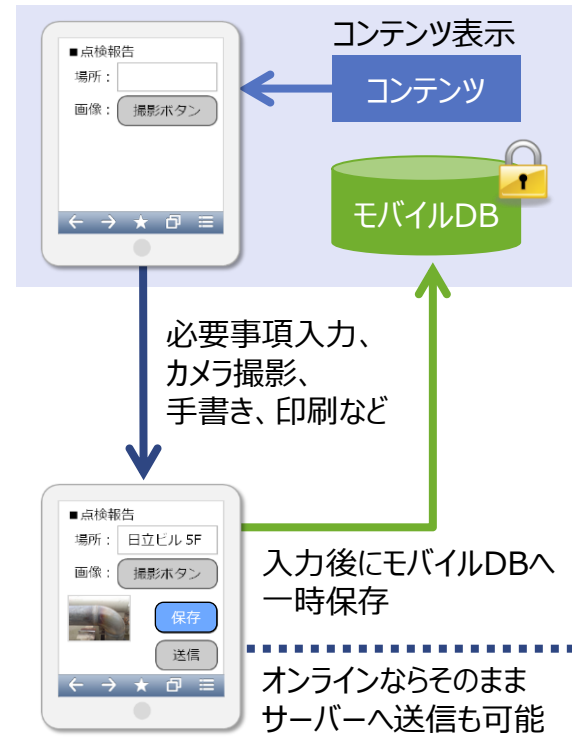 ■点検報告
場所：
画像：
撮影ボタン
コンテンツ表示
コンテンツ
モバイルDB
必要事項入力、
カメラ撮影、
手書き、印刷など
■点検報告
場所：
日立ビル 5F
画像：
撮影ボタン
保存
送信
入力後にモバイルDBへ
一時保存
オンラインならそのまま
サーバーへ送信も可能